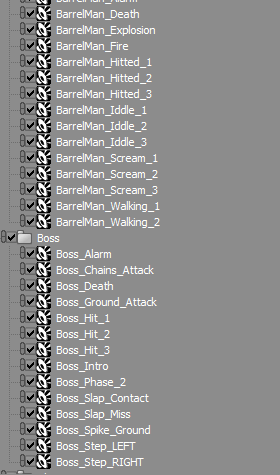 BarrelMan_Alarm
BarrelMan_Death
BarrelMan_Explosion
BarrelMan_Fire
BarrelMan_Hitted_1
BarrelMan_Hitted_2
BarrelMan_Hitted_3
BarrelMan_Iddle_1
BarrelMan_Iddle_2
BarrelMan_Iddle_3
BarrelMan_Scream_1
BarrelMan_Scream_2
BarrelMan_Scream_3
BarrelMan_Walking_1
BarrelMan_Walking_2
Boss
Boss_Alarm
Boss_Chains_Attack
Boss_Death
Boss_Ground_Attack
Boss_Hit_1
Boss_Hit_2
Boss_Hit_3
Boss_Intro
Boss_Phase_2
Boss_Slap_Contact
Boss_Slap_Miss
Boss_Spike_Ground
Boss_Step_LEFT
Boss_Step_RIGHT